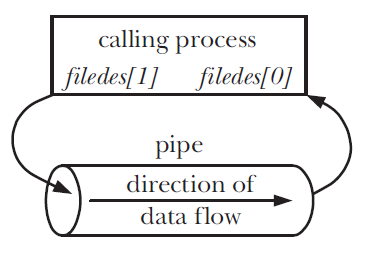 calling process
filedes[1] filedes[0]
pipe
direction of
data flow